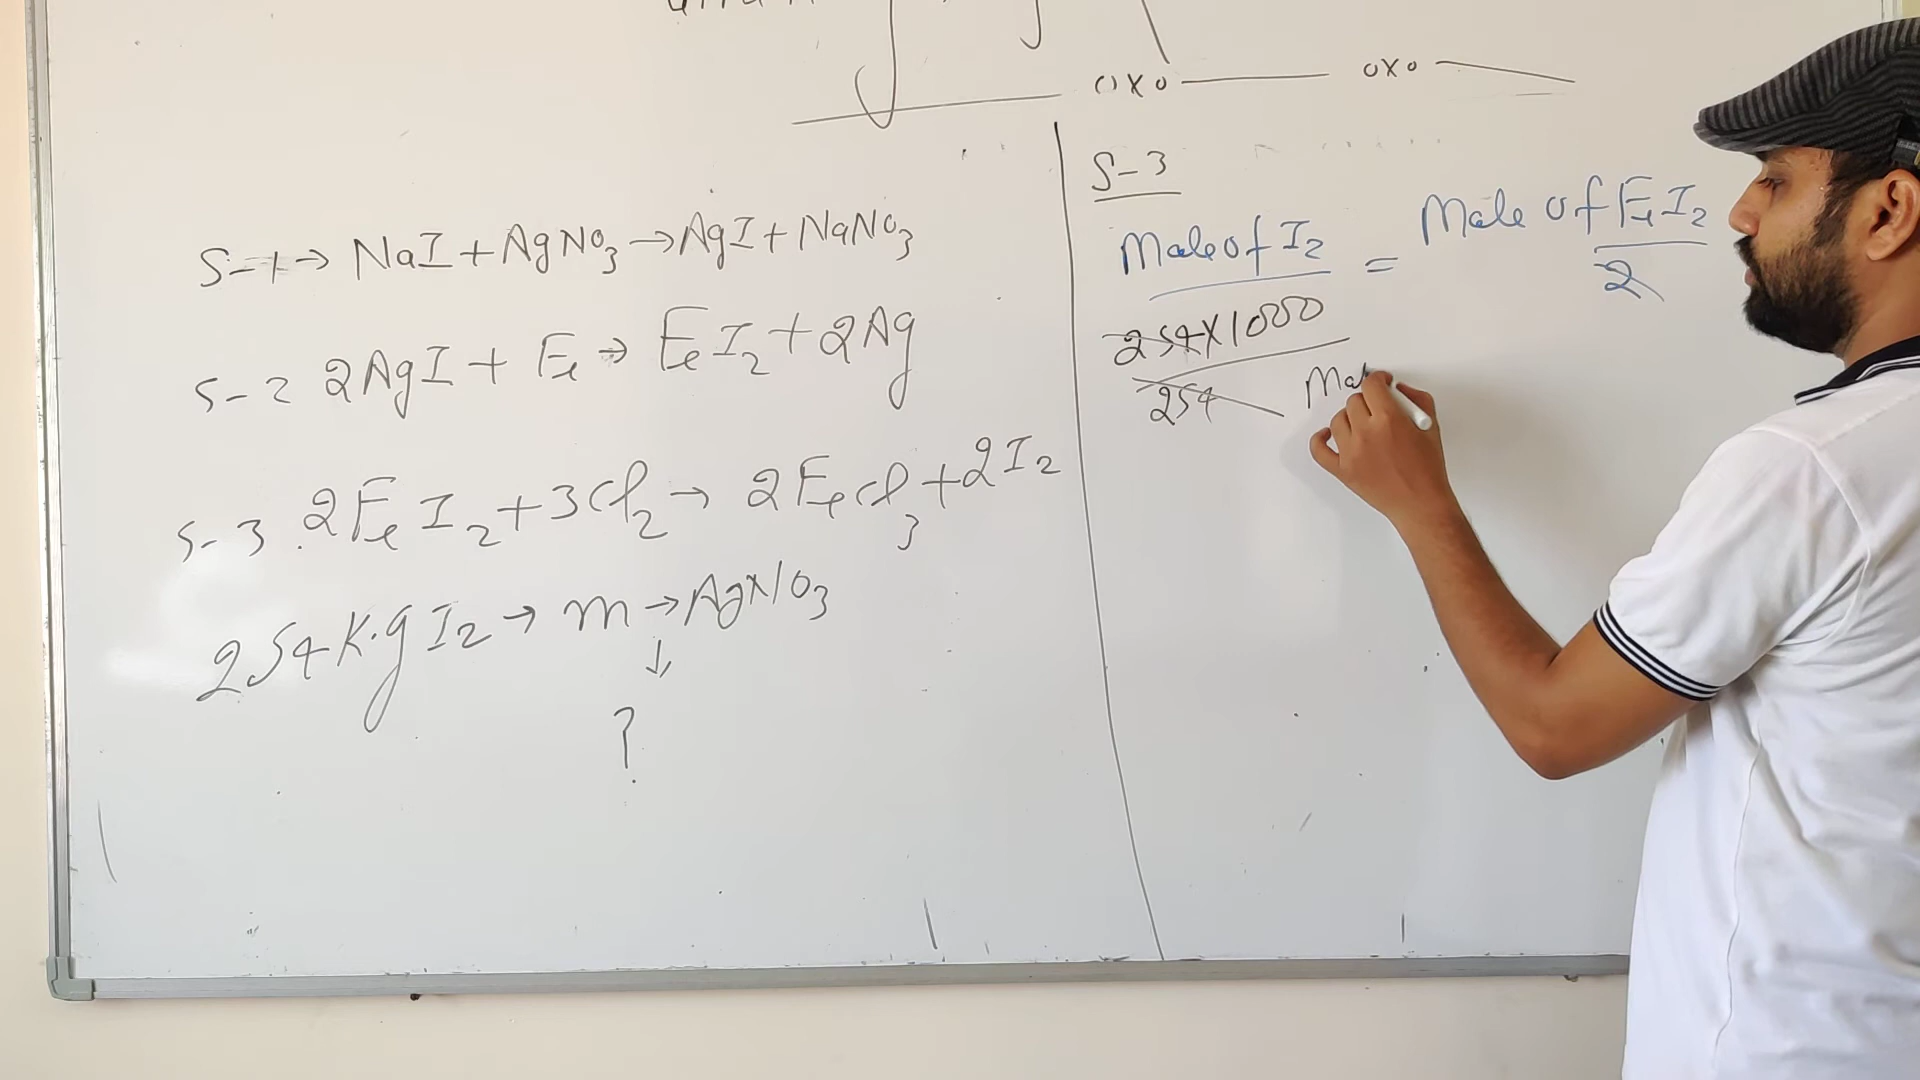 oxo oxo
S-1→ NaI + AgNO3 → AgI + NaNO3
S-2 2AgI + Fe → FeI2 + 2Ag
S-3 2FeI2 + 3Cl2 → 2FeCl3 + 2I2
254 K.g I2 → m → AgNO3
↓
?
S-3
Mole of I2 = Mole of FeI2
2
254 x 1000
254 Mol